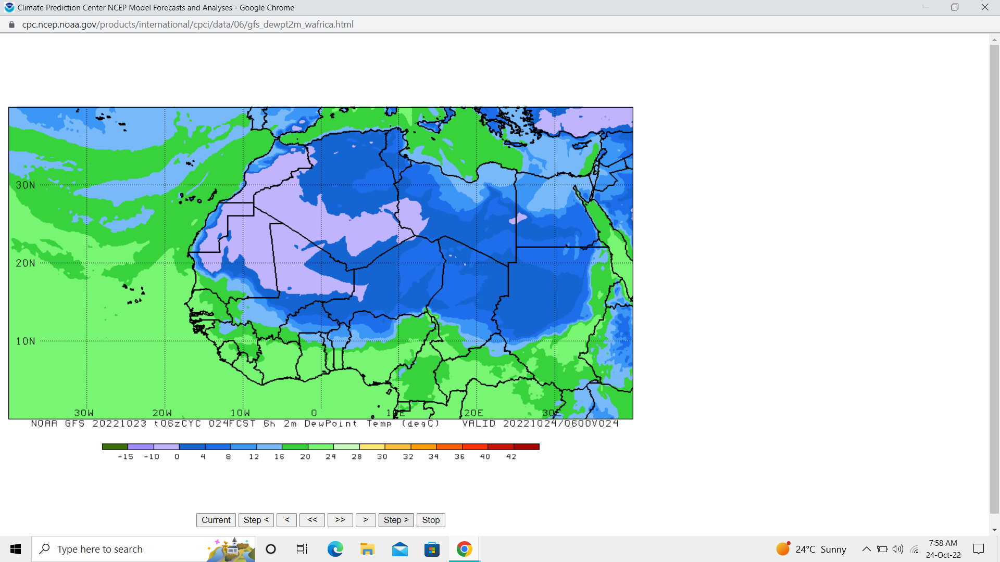 Climate Prediction Center NCEP Model Forecasts and Analyses - Google Chrome
cpc.ncep.noaa.gov/products/international/cpci/data/06/gfs_dewpt2m_wafrica.html
30N
20N
10N
30W 20W 10W 0 10E 20E 30E
NOAA GFS 20221023 t06zCYC 024FCST 6h 2m DewPoint Temp (degC) VALID 20221024/0600V024
-15 -10 0 4 8 12 16 20 24 28 30 32 34 36 40 42
Current Step < < << >> > Step > Stop
Type here to search
24°C Sunny
7:58 AM
24-Oct-22